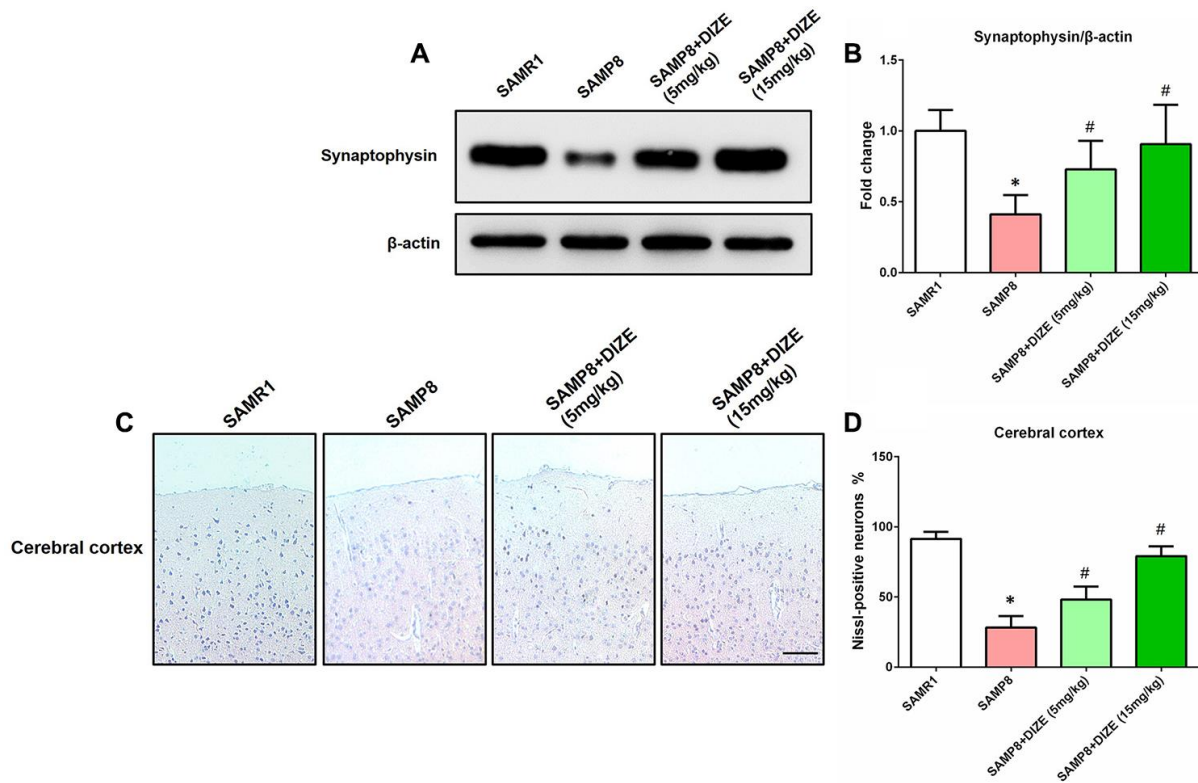 A
SAMR1
SAMP8
SAMP8+DIZE
(5mg/kg)
SAMP8+DIZE
(15mg/kg)
Synaptophysin
β-actin
B
Synaptophysin/β-actin
Fold change
1.5
1.0
0.5
0.0
*
#
#
SAMR1
SAMP8
SAMP8+DIZE (5mg/kg)
SAMP8+DIZE (15mg/kg)
C
SAMR1
SAMP8
SAMP8+DIZE
(5mg/kg)
SAMP8+DIZE
(15mg/kg)
Cerebral cortex
D
Cerebral cortex
Nissl-positive neurons %
150
100
50
0
*
#
#
SAMR1
SAMP8
SAMP8+DIZE (5mg/kg)
SAMP8+DIZE (15mg/kg)